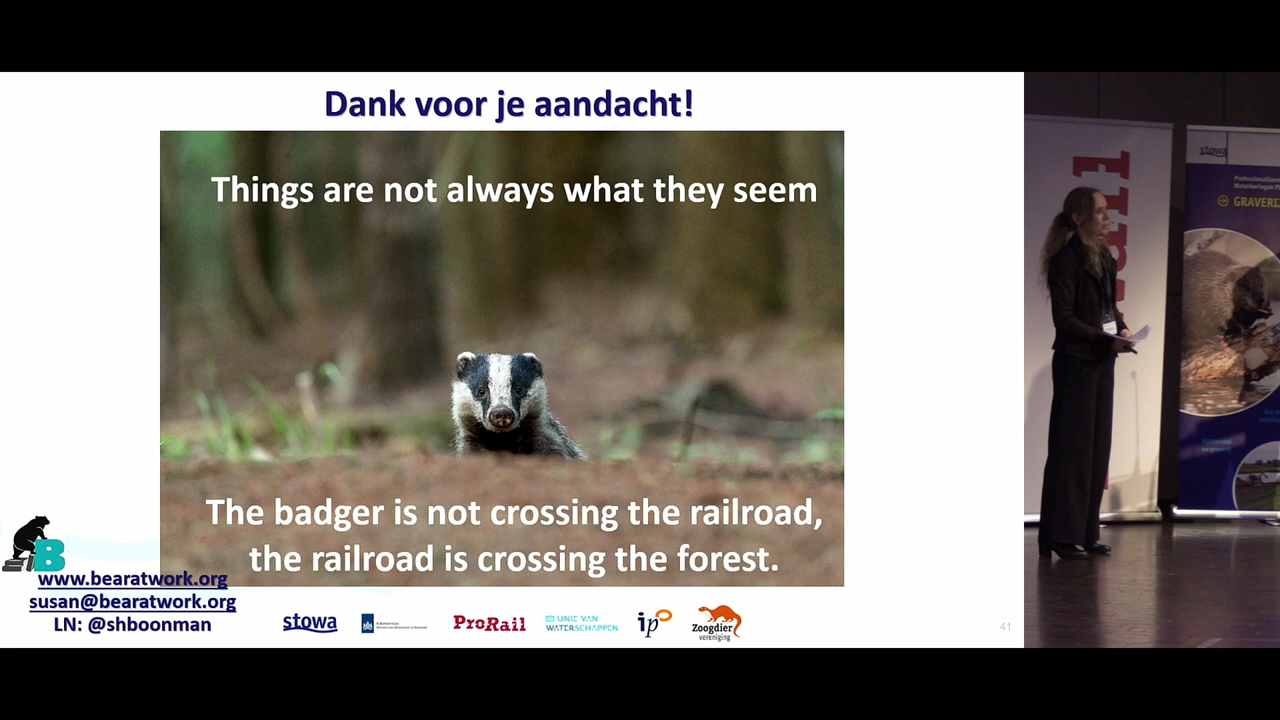 Dank voor je aandacht!
Things are not always what they seem
The badger is not crossing the railroad,
the railroad is crossing the forest.
B
www.bearatwork.org
susan@bearatwork.org
LN: @shboonman
stowa
ProRail
UNIE VAN
WATERSCHAPPEN
ip
Zoogdier
vereniging
41
stowa
GRAVERIJ